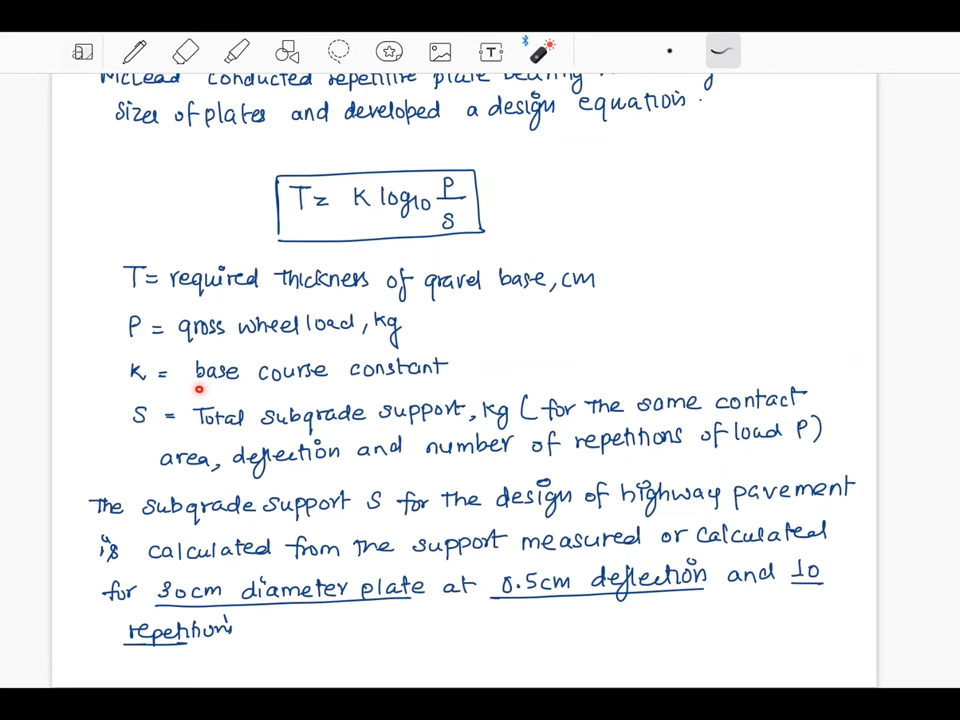 McLead conducted repetitive plate bearing
sizes of plates and developed a design equation.
T = K log10 P/S
T = required thickness of gravel base, cm
P = gross wheel load, kg
K = base course constant
S = Total subgrade support, kg ( for the same contact
area, deflection and number of repetitions of load P)
The subgrade support S for the design of highway pavement
is calculated from the support measured or calculated
for 30cm diameter plate at 0.5cm deflection and 10
repetitions